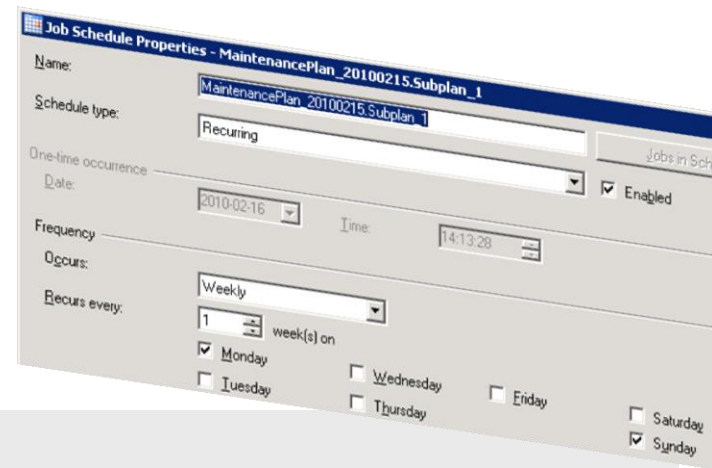 Job Schedule Properties - MaintenancePlan_20100215.Subplan_1
Name:
MaintenancePlan_20100215.Subplan_1
Jobs in Sch
Schedule type:
Recurring
Enabled
One-time occurrence
Date:
2010-02-16
Time:
14:13:28
Frequency
Occurs:
Weekly
Recurs every:
1 week(s) on
Monday Wednesday Friday Saturday
Tuesday Thursday Sunday